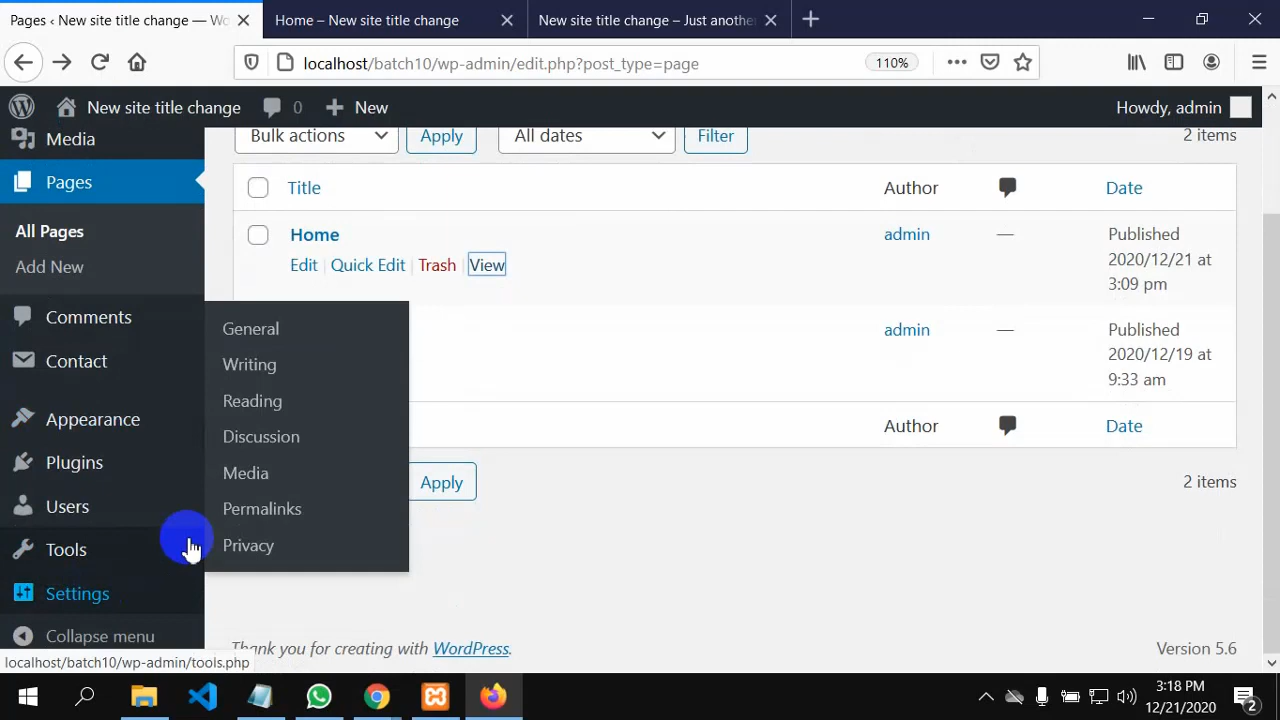 Pages ‹ New site title change — Wo
Home – New site title change
New site title change – Just anothe
localhost/batch10/wp-admin/edit.php?post_type=page
110%
New site title change
0
New
Howdy, admin
Media
Pages
All Pages
Add New
Comments
Contact
Appearance
Plugins
Users
Tools
Settings
Collapse menu
General
Writing
Reading
Discussion
Media
Permalinks
Privacy
Bulk actions
Apply
All dates
Filter
2 items
Title
Author
Date
Home
Edit | Quick Edit | Trash | View
admin
—
Published
2020/12/21 at
3:09 pm
admin
—
Published
2020/12/19 at
9:33 am
Author
Date
Apply
2 items
Thank you for creating with WordPress.
Version 5.6
localhost/batch10/wp-admin/tools.php
3:18 PM
12/21/2020
2